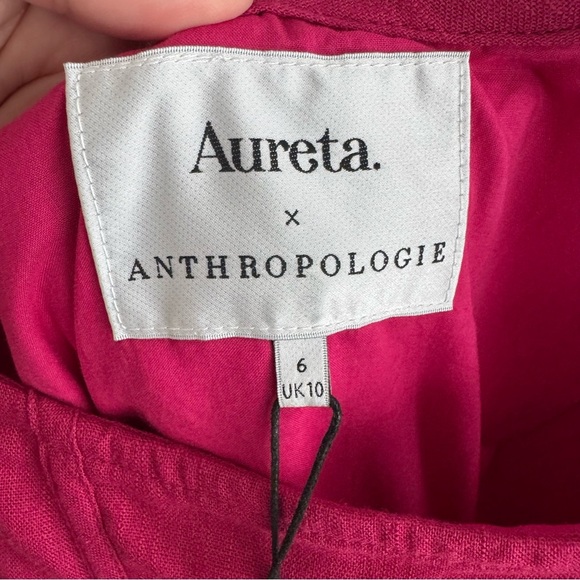 Aureta.
×
ANTHROPOLOGIE
6
UK10